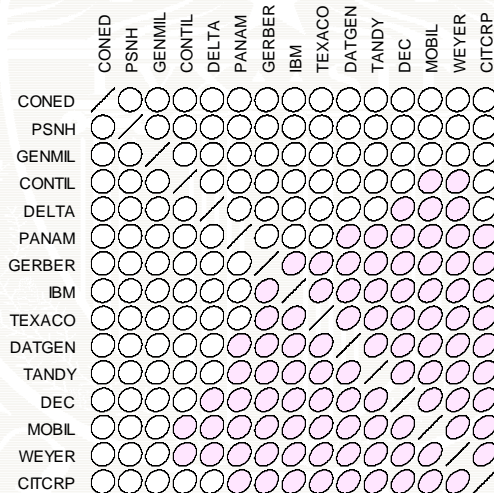 CONED
PSNH
GENMIL
CONTIL
DELTA
PANAM
GERBER
IBM
TEXACO
DATGEN
TANDY
DEC
MOBIL
WEYER
CITCRP
CONED
PSNH
GENMIL
CONTIL
DELTA
PANAM
GERBER
IBM
TEXACO
DATGEN
TANDY
DEC
MOBIL
WEYER
CITCRP